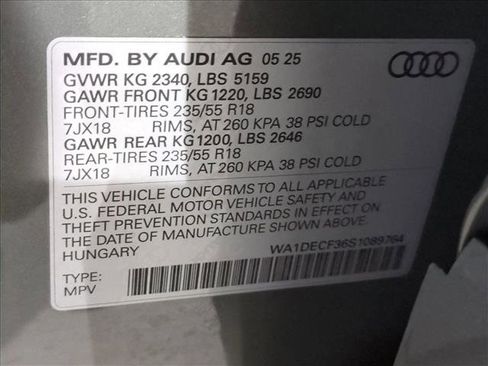 MFD. BY AUDI AG 05 25
GVWR KG 2340, LBS 5159
GAWR FRONT KG 1220, LBS 2690
FRONT-TIRES 235/55 R18
7JX18 RIMS, AT 260 KPA 38 PSI COLD
GAWR REAR KG 1200, LBS 2646
REAR-TIRES 235/55 R18
7JX18 RIMS, AT 260 KPA 38 PSI COLD
THIS VEHICLE CONFORMS TO ALL APPLICABLE
U.S. FEDERAL MOTOR VEHICLE SAFETY AND
THEFT PREVENTION STANDARDS IN EFFECT ON
THE DATE OF MANUFACTURE SHOWN ABOVE.
HUNGARY WA1DECF36S1089764
TYPE:
MPV